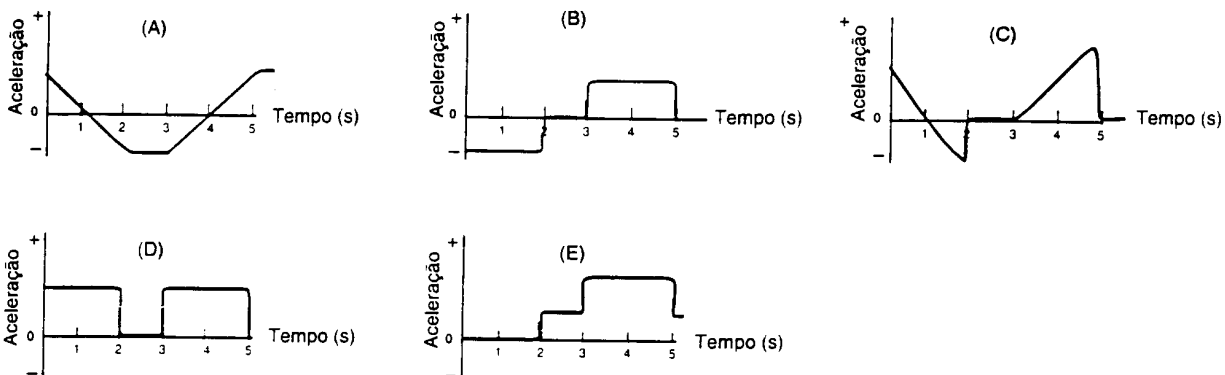 (A)
+
Aceleração
0
1 2 3 4 5
Tempo (s)
−
(B)
+
Aceleração
0
1 2 3 4 5
Tempo (s)
−
(C)
+
Aceleração
0
1 2 3 4 5
Tempo (s)
−
(D)
+
Aceleração
0
1 2 3 4 5
Tempo (s)
−
(E)
+
Aceleração
0
1 2 3 4 5
Tempo (s)
−